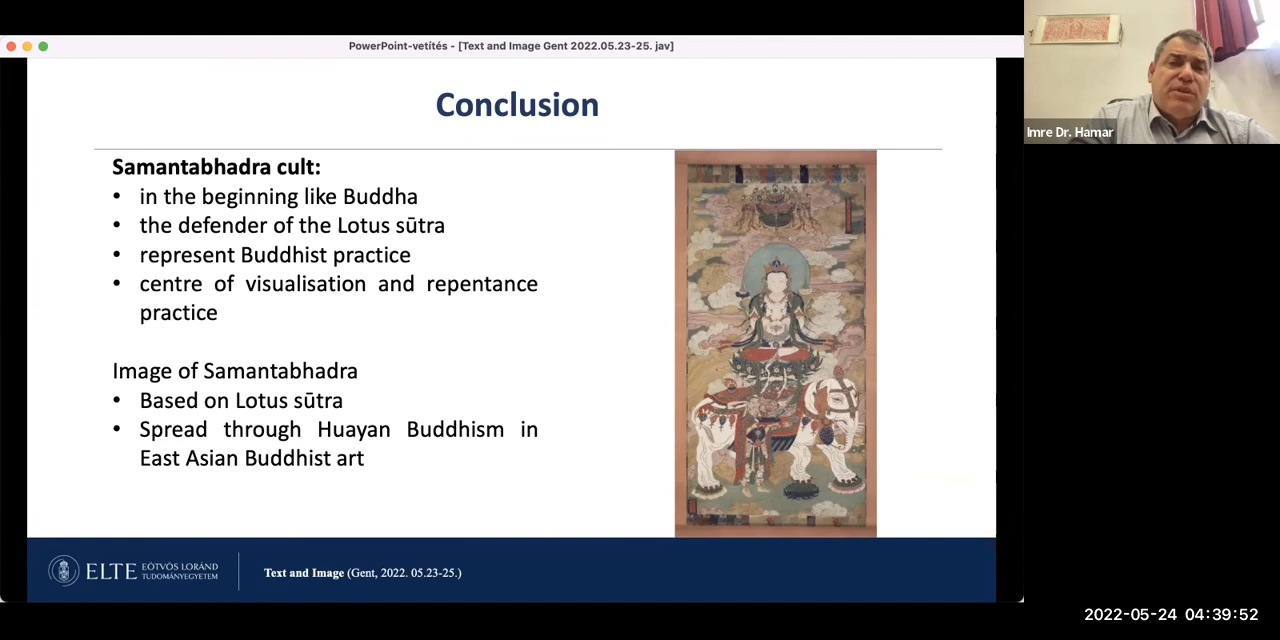 PowerPoint-vetítés - [Text and Image Gent 2022.05.23-25. jav]
Imre Dr. Hamar
Conclusion
Samantabhadra cult:
• in the beginning like Buddha
• the defender of the Lotus sūtra
• represent Buddhist practice
• centre of visualisation and repentance
practice
Image of Samantabhadra
• Based on Lotus sūtra
• Spread through Huayan Buddhism in
East Asian Buddhist art
ELTE EÖTVÖS LORÁND
TUDOMÁNYEGYETEM
Text and Image (Gent, 2022. 05.23-25.)
2022-05-24 04:39:52